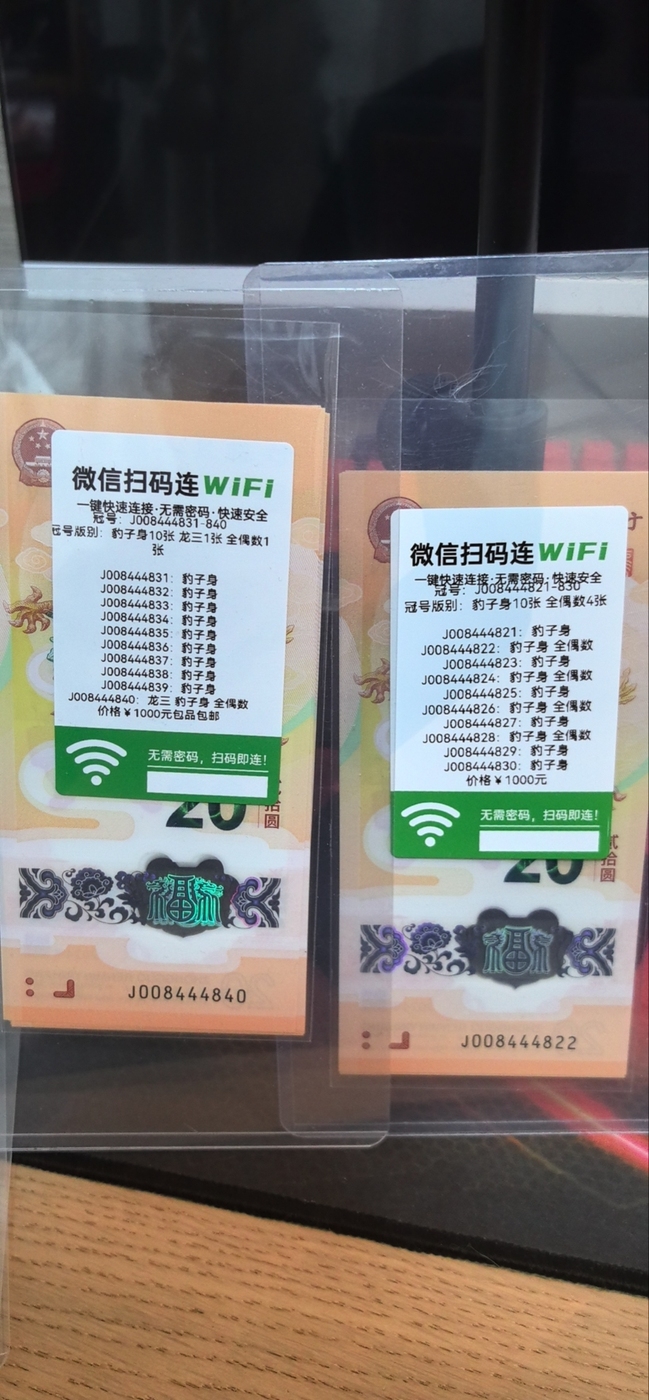 微信扫码连WiFi
一键快速连接·无需密码·快速安全
冠号: J008444831-840
冠号版别: 豹子身10张 龙三1张 全偶数1
张
J008444831: 豹子身
J008444832: 豹子身
J008444833: 豹子身
J008444834: 豹子身
J008444835: 豹子身
J008444836: 豹子身
J008444837: 豹子身
J008444838: 豹子身
J008444839: 豹子身
J008444840: 龙三 豹子身 全偶数
价格￥1000元包品包邮
无需密码，扫码即连!
20
贰拾圆
福
J008444840
微信扫码连WiFi
一键快速连接·无需密码·快速安全
冠号: J008444821-830
冠号版别: 豹子身10张 全偶数4张
J008444821: 豹子身
J008444822: 豹子身 全偶数
J008444823: 豹子身
J008444824: 豹子身 全偶数
J008444825: 豹子身
J008444826: 豹子身 全偶数
J008444827: 豹子身
J008444828: 豹子身 全偶数
J008444829: 豹子身
J008444830: 豹子身
价格￥1000元
无需密码，扫码即连!
20
贰拾圆
福
J008444822